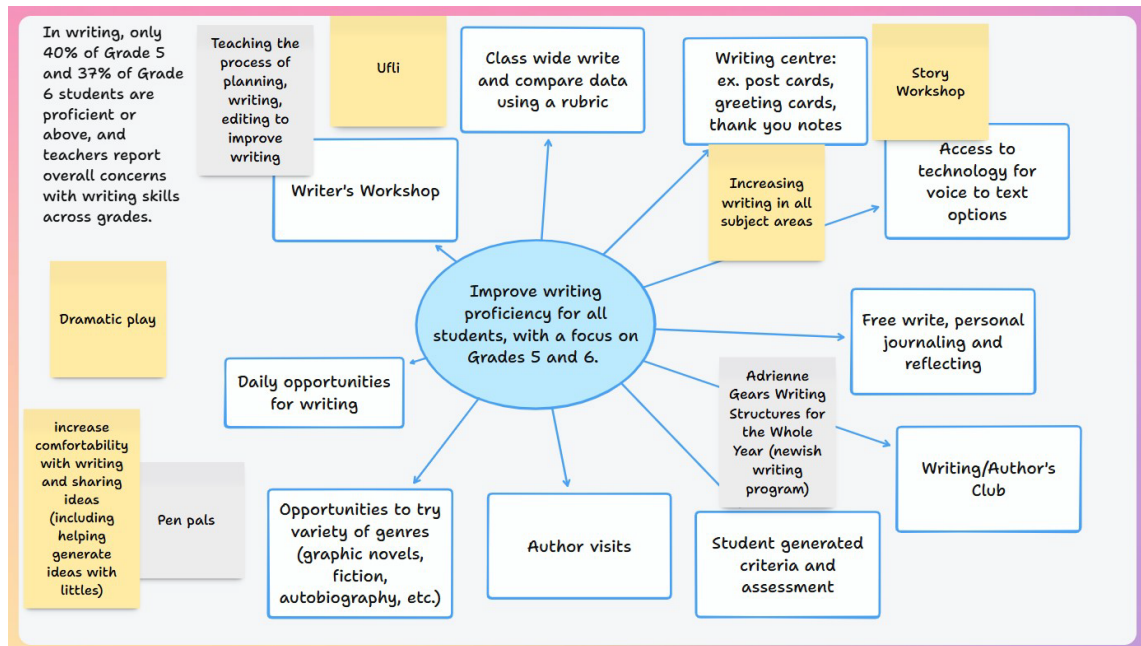 In writing, only
40% of Grade 5
and 37% of Grade
6 students are
proficient or
above, and
teachers report
overall concerns
with writing skills
across grades.
Teaching the
process of
planning,
writing,
editing to
improve
writing
Ufli
Class wide write
and compare data
using a rubric
Writing centre:
ex. post cards,
greeting cards,
thank you notes
Story
Workshop
Writer's Workshop
Increasing
writing in all
subject areas
Access to
technology for
voice to text
options
Dramatic play
Improve writing
proficiency for all
students, with a focus on
Grades 5 and 6.
Free write, personal
journaling and
reflecting
Daily opportunities
for writing
Adrienne
Gears Writing
Structures for
the Whole
Year (newish
writing
program)
increase
comfortability
with writing
and sharing
ideas
(including
helping
generate
ideas with
littles)
Pen pals
Opportunities to try
variety of genres
(graphic novels,
fiction,
autobiography, etc.)
Author visits
Student generated
criteria and
assessment
Writing/Author's
Club